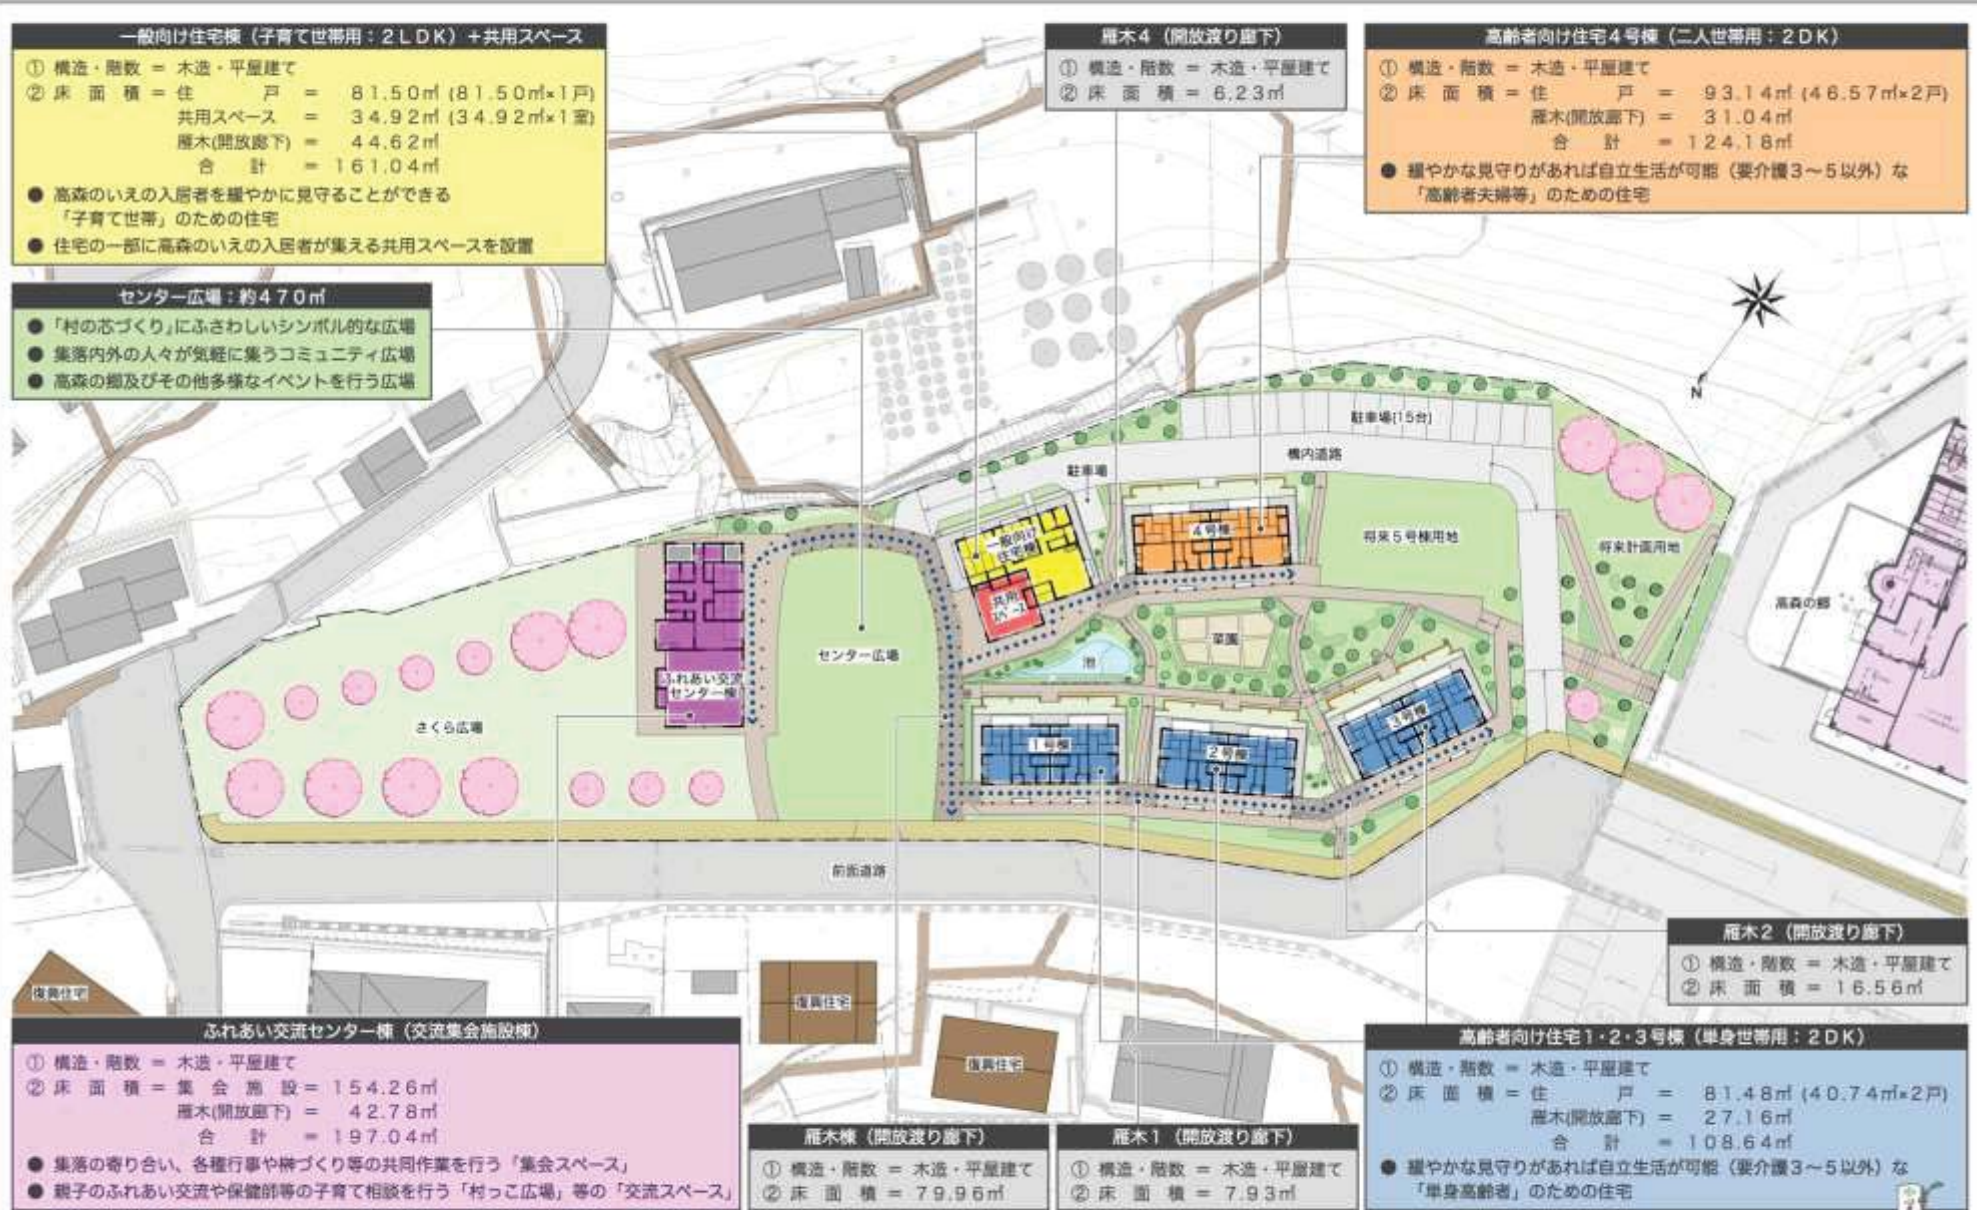 一般向け住宅棟（子育て世帯用：２ＬＤＫ）＋共用スペース
① 構造・階数 ＝ 木造・平屋建て
② 床 面 積 ＝ 住 戸 ＝ 81.50㎡ (81.50㎡×1戸)
共用スペース ＝ 34.92㎡ (34.92㎡×1室)
雁木(開放廊下) ＝ 44.62㎡
合 計 ＝ 161.04㎡
● 高森のいえの入居者を緩やかに見守ることができる
「子育て世帯」のための住宅
● 住宅の一部に高森のいえの入居者が集える共用スペースを設置
雁木４（開放渡り廊下）
① 構造・階数 ＝ 木造・平屋建て
② 床 面 積 ＝ 6.23㎡
高齢者向け住宅４号棟（二人世帯用：２ＤＫ）
① 構造・階数 ＝ 木造・平屋建て
② 床 面 積 ＝ 住 戸 ＝ 93.14㎡ (46.57㎡×2戸)
雁木(開放廊下) ＝ 31.04㎡
合 計 ＝ 124.18㎡
● 緩やかな見守りがあれば自立生活が可能（要介護３～５以外）な
「高齢者夫婦等」のための住宅
センター広場：約４７０㎡
● 「村の芯づくり」にふさわしいシンボル的な広場
● 集落内外の人々が気軽に集うコミュニティ広場
● 高森の郷及びその他多様なイベントを行う広場
N
駐車場(15台)
構内道路
駐車場
一般向け
住宅棟
４号棟
将来５号棟用地
将来計画用地
高森の郷
共用
ｽﾍﾟｰｽ
菜園
池
センター広場
ふれあい交流
センター棟
さくら広場
１号棟
２号棟
３号棟
前面道路
復興住宅
復興住宅
復興住宅
雁木２（開放渡り廊下）
① 構造・階数 ＝ 木造・平屋建て
② 床 面 積 ＝ 16.56㎡
ふれあい交流センター棟（交流集会施設棟）
① 構造・階数 ＝ 木造・平屋建て
② 床 面 積 ＝ 集 会 施 設 ＝ 154.26㎡
雁木(開放廊下) ＝ 42.78㎡
合 計 ＝ 197.04㎡
● 集落の寄り合い、各種行事や榊づくり等の共同作業を行う「集会スペース」
● 親子のふれあい交流や保健師等の子育て相談を行う「村っこ広場」等の「交流スペース」
雁木棟（開放渡り廊下）
① 構造・階数 ＝ 木造・平屋建て
② 床 面 積 ＝ 79.96㎡
雁木１（開放渡り廊下）
① 構造・階数 ＝ 木造・平屋建て
② 床 面 積 ＝ 7.93㎡
高齢者向け住宅１・２・３号棟（単身世帯用：２ＤＫ）
① 構造・階数 ＝ 木造・平屋建て
② 床 面 積 ＝ 住 戸 ＝ 81.48㎡ (40.74㎡×2戸)
雁木(開放廊下) ＝ 27.16㎡
合 計 ＝ 108.64㎡
● 緩やかな見守りがあれば自立生活が可能（要介護３～５以外）な
「単身高齢者」のための住宅